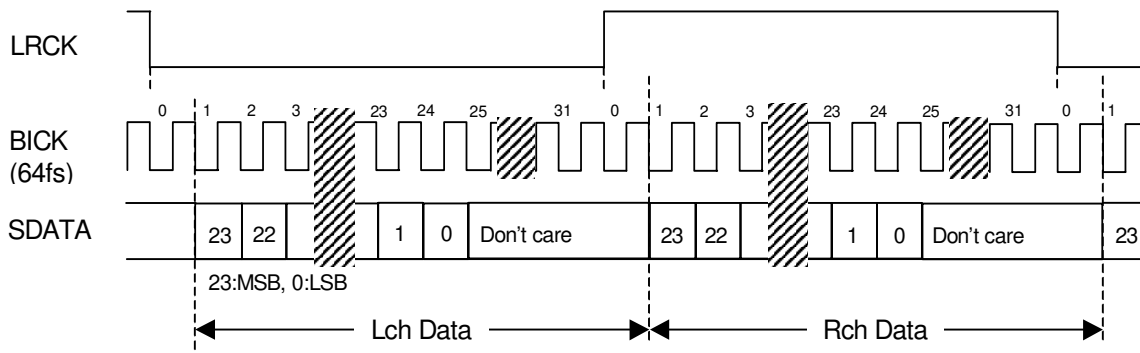 LRCK
0 1 2 3 23 24 25 31 0 1 2 3 23 24 25 31 0 1
BICK
(64fs)
SDATA 23 22 1 0 Don't care 23 22 1 0 Don't care 23
23:MSB, 0:LSB
Lch Data Rch Data